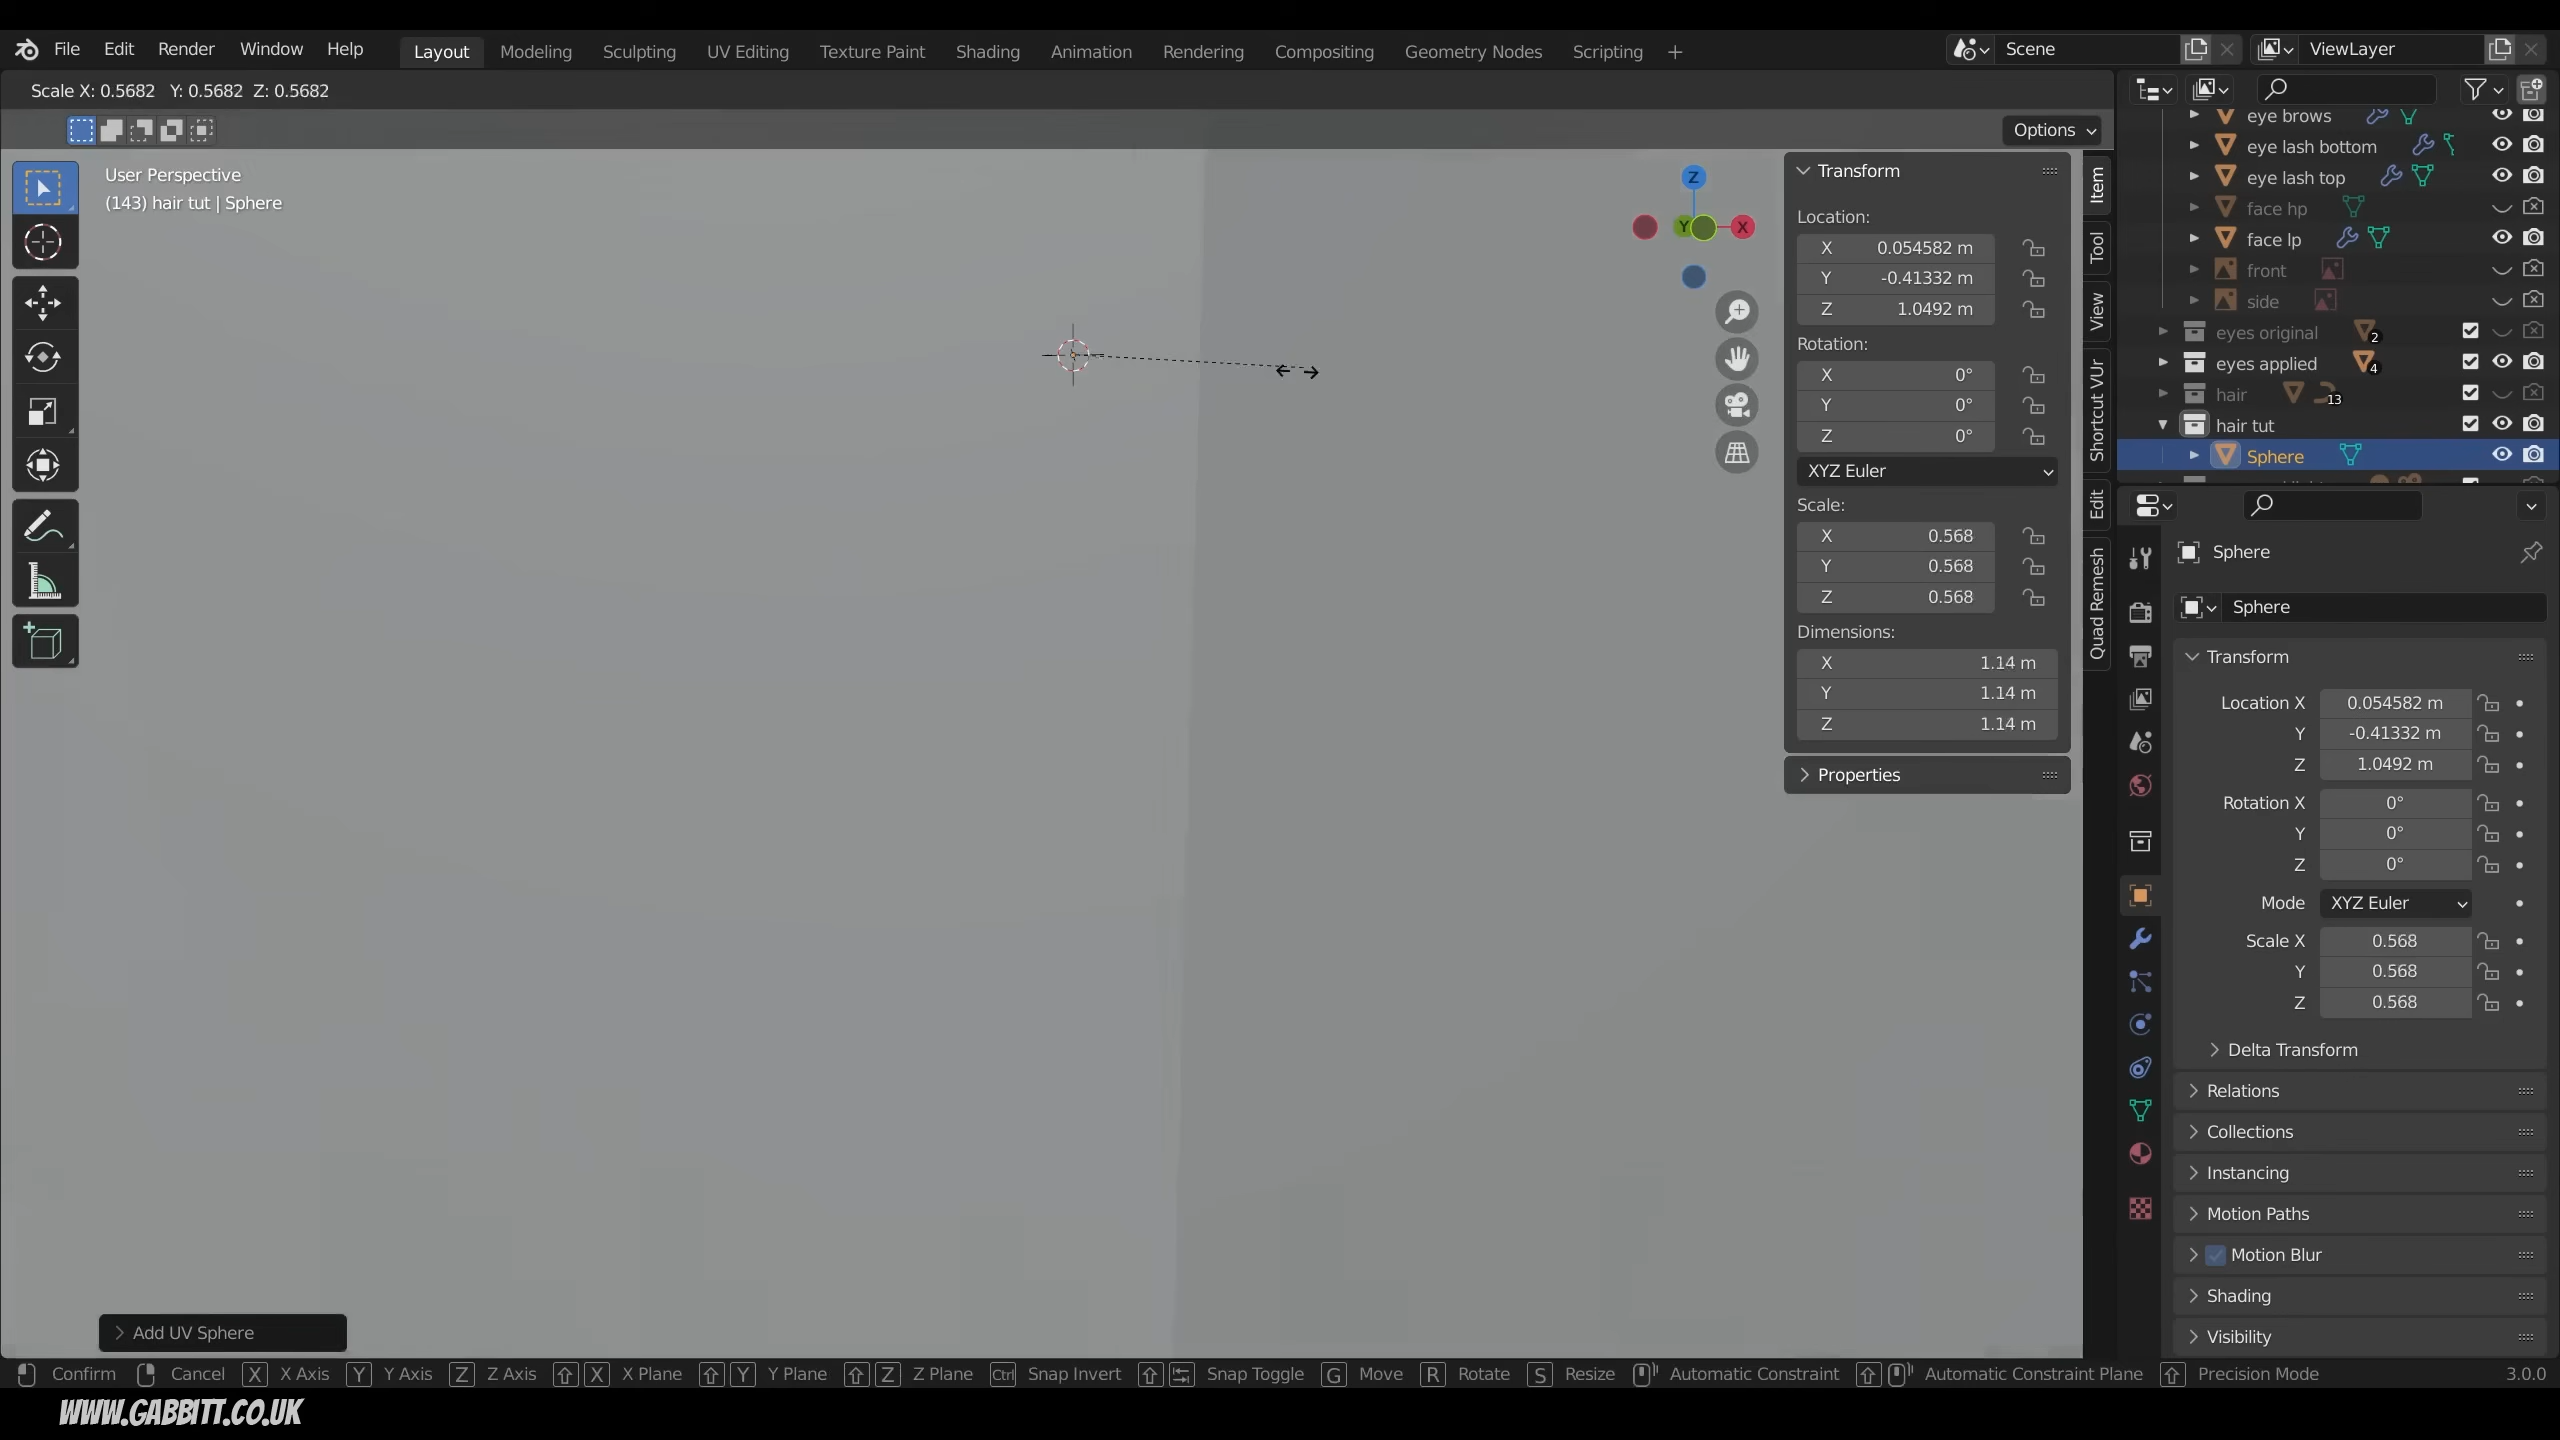 File Edit Render Window Help Layout Modeling Sculpting UV Editing Texture Paint Shading Animation Rendering Compositing Geometry Nodes Scripting + Scene ViewLayer
Scale X: 0.5682 Y: 0.5682 Z: 0.5682
Options
User Perspective
(143) hair tut | Sphere
Z
Y
X
Transform
Location:
X 0.054582 m
Y -0.41332 m
Z 1.0492 m
Rotation:
X 0°
Y 0°
Z 0°
XYZ Euler
Scale:
X 0.568
Y 0.568
Z 0.568
Dimensions:
X 1.14 m
Y 1.14 m
Z 1.14 m
Properties
Item
Tool
View
Shortcut VUr
Edit
Quad Remesh
eye brows
eye lash bottom
eye lash top
face hp
face lp
front
side
eyes original 2
eyes applied 4
hair 13
hair tut
Sphere
Sphere
Sphere
Transform
Location X 0.054582 m
Y -0.41332 m
Z 1.0492 m
Rotation X 0°
Y 0°
Z 0°
Mode XYZ Euler
Scale X 0.568
Y 0.568
Z 0.568
Delta Transform
Relations
Collections
Instancing
Motion Paths
Motion Blur
Shading
Visibility
Add UV Sphere
Confirm Cancel X X Axis Y Y Axis Z Z Axis X X Plane Y Y Plane Z Z Plane Ctrl Snap Invert Snap Toggle G Move R Rotate S Resize Automatic Constraint Automatic Constraint Plane Precision Mode 3.0.0
WWW.GABBITT.CO.UK